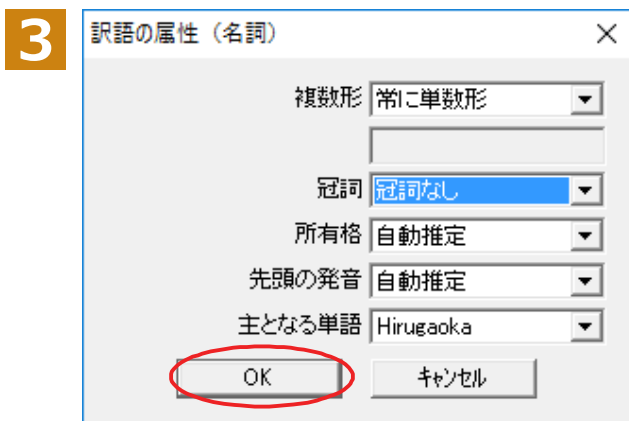 3
訳語の属性（名詞）
複数形 常に単数形
冠詞 冠詞なし
所有格 自動推定
先頭の発音 自動推定
主となる単語 Hirugaoka
OK キャンセル